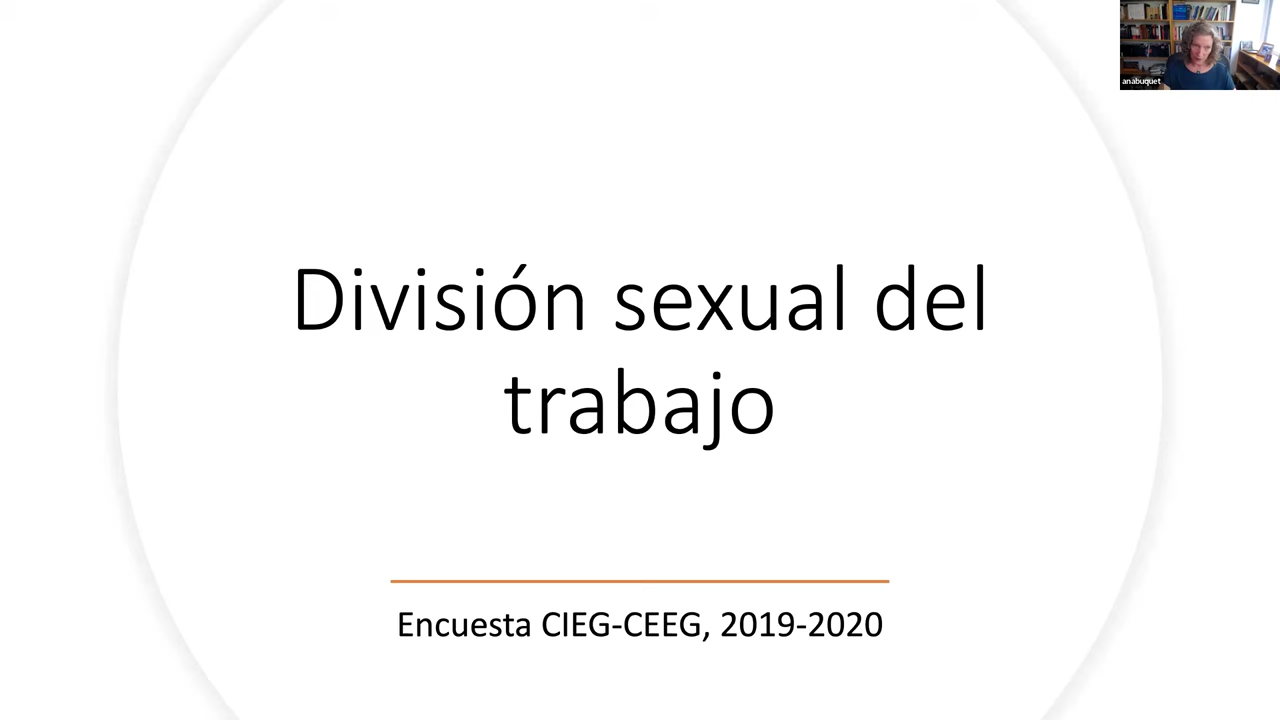 anabuquet
División sexual del
trabajo
Encuesta CIEG-CEEG, 2019-2020